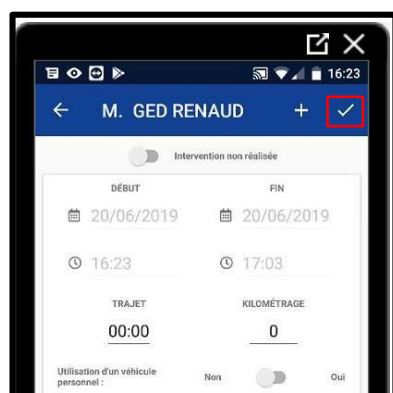 16:23
M. GED RENAUD
Intervention non réalisée
DÉBUT FIN
20/06/2019 20/06/2019
16:23 17:03
TRAJET KILOMÉTRAGE
00:00 0
Utilisation d'un véhicule
personnel : Non Oui